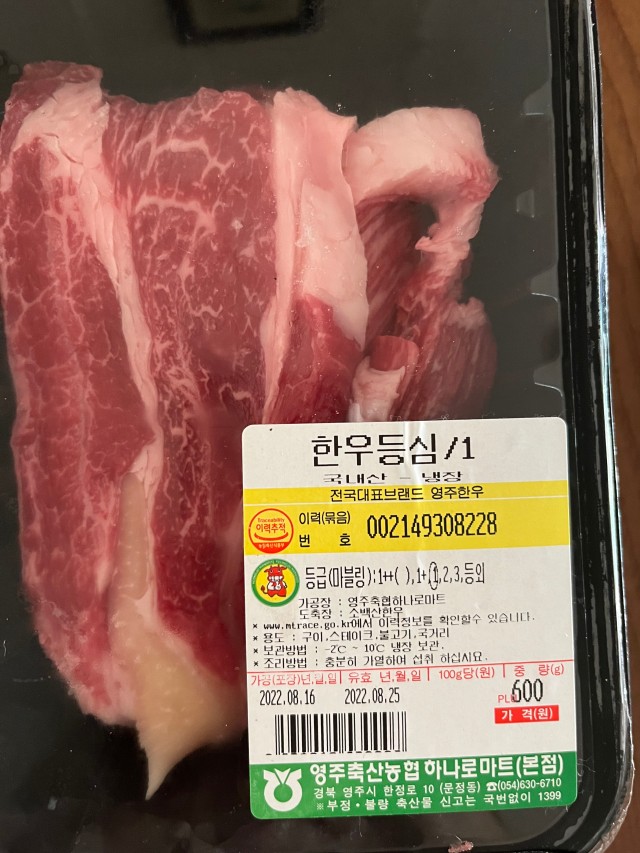 한우등심/1
국내산 - 냉장
전국대표브랜드 영주한우
Traceability
이력추적
이력(묶음)
번 호 002149308228
등급(마블링):1++( ),1+,1,2,3,등외
가공장 : 영주축협하나로마트
도축장 : 소백산한우
* www.mtrace.go.kr에서 이력정보를 확인할수 있습니다.
* 용도 : 구이,스테이크,불고기,국거리
* 보관방법 : -2℃ ~ 10℃ 냉장 보관.
* 조리방법 : 충분히 가열하여 섭취 하십시요.
가공(포장)년,월,일 유효 년,월,일 100g당(원) 중 량(g)
2022.08.16 2022.08.25 600
가 격(원)
영주축산농협 하나로마트(본점)
경북 영주시 한정로 10 (문정동) ☎(054)630-6710
※부정·불량 축산물 신고는 국번없이 1399